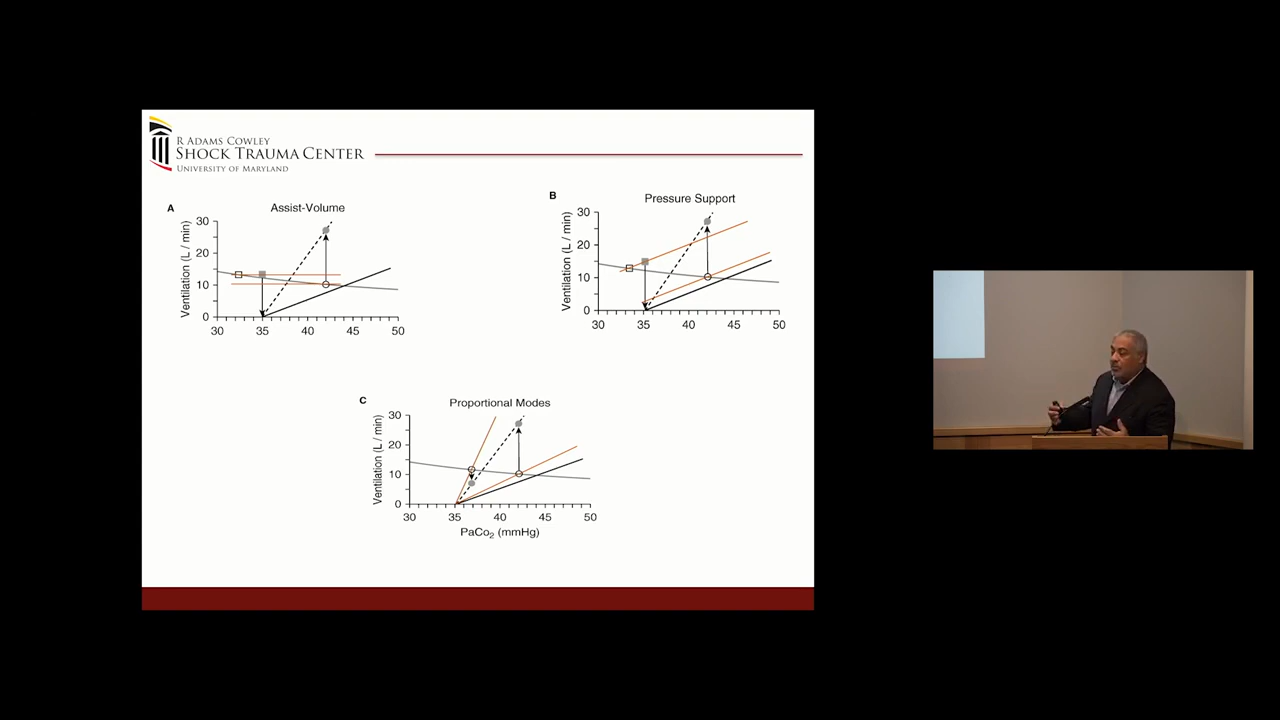 R ADAMS COWLEY
SHOCK TRAUMA CENTER
UNIVERSITY OF MARYLAND
A
Assist-Volume
Ventilation (L / min)
30
20
10
0
30
35
40
45
50
B
Pressure Support
Ventilation (L / min)
30
20
10
0
30
35
40
45
50
C
Proportional Modes
Ventilation (L / min)
30
20
10
0
30
35
40
45
50
PaCo₂ (mmHg)